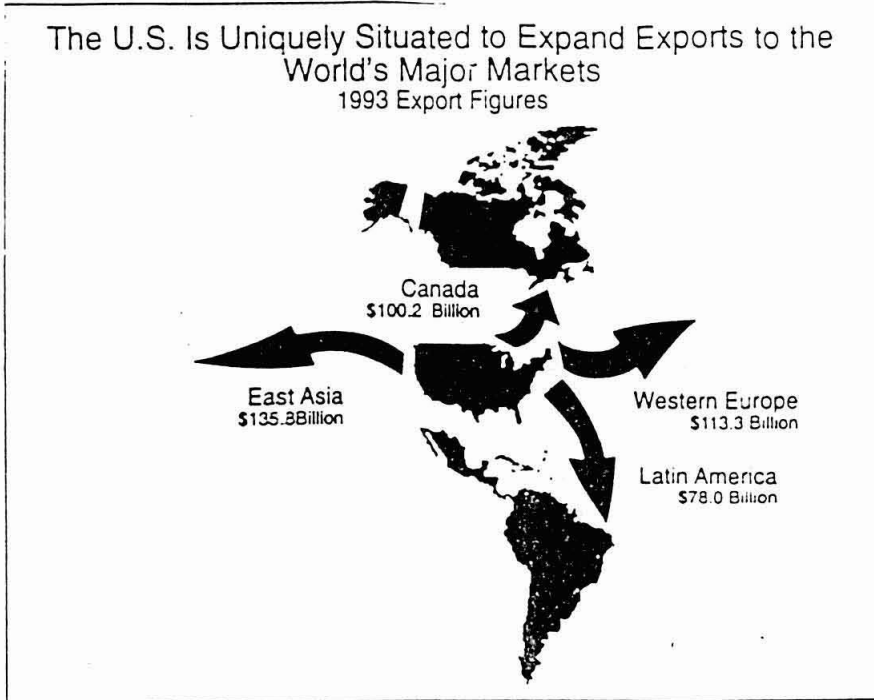 The U.S. Is Uniquely Situated to Expand Exports to the
World's Major Markets
1993 Export Figures
Canada
$100.2 Billion
East Asia
$135.8Billion
Western Europe
$113.3 Billion
Latin America
$78.0 Billion